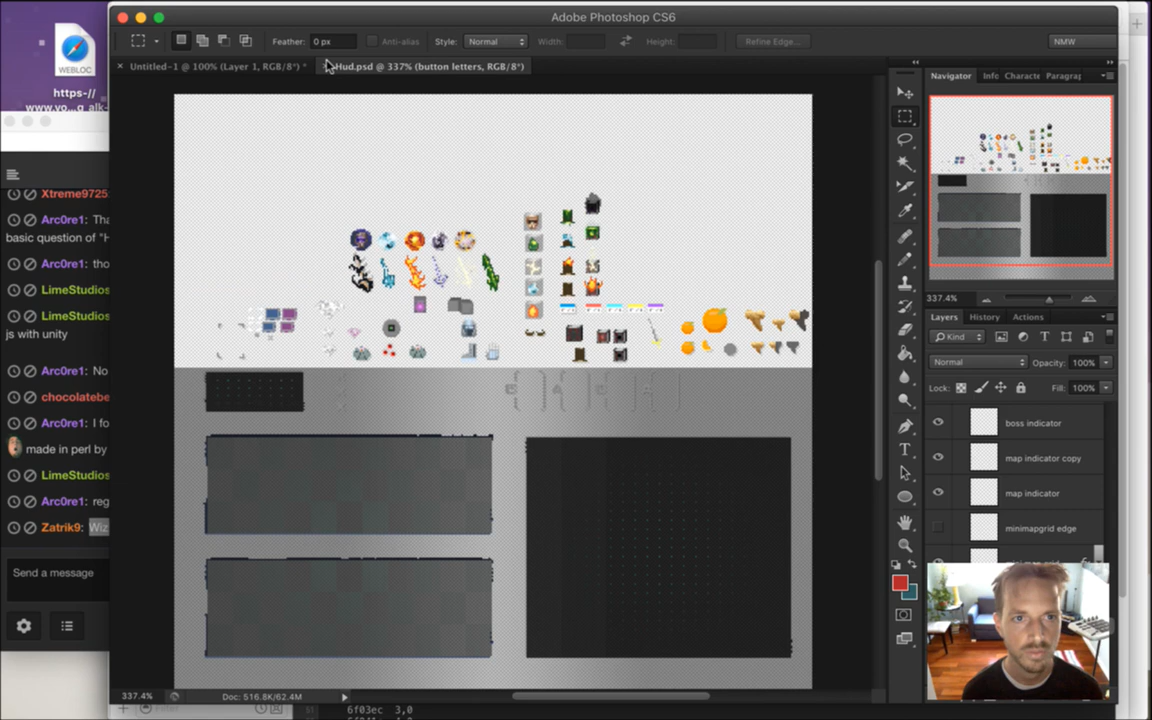 Adobe Photoshop CS6
Feather: 0 px Anti-alias Style: Normal Width: Height: Refine Edge... NMW
× Untitled-1 @ 100% (Layer 1, RGB/8*) * Hud.psd @ 337% (button letters, RGB/8*)
WEBLOC
https-//
Xtreme9725
Arc0re1: Tha
basic question of "H
Arc0re1: tho
LimeStudios
LimeStudios
js with unity
Arc0re1: No
chocolatebe
Arc0re1: I fo
made in perl by
LimeStudios
Arc0re1: reg
Zatrik9: Wiz
Send a message
Navigator Info Characte Paragrap
337.4%
Layers History Actions
Kind
Normal Opacity: 100%
Lock: Fill: 100%
boss indicator
map indicator copy
map indicator
minimapgrid edge
337.4% Doc: 516.8K/62.4M
Filter
6f03ec 3,0